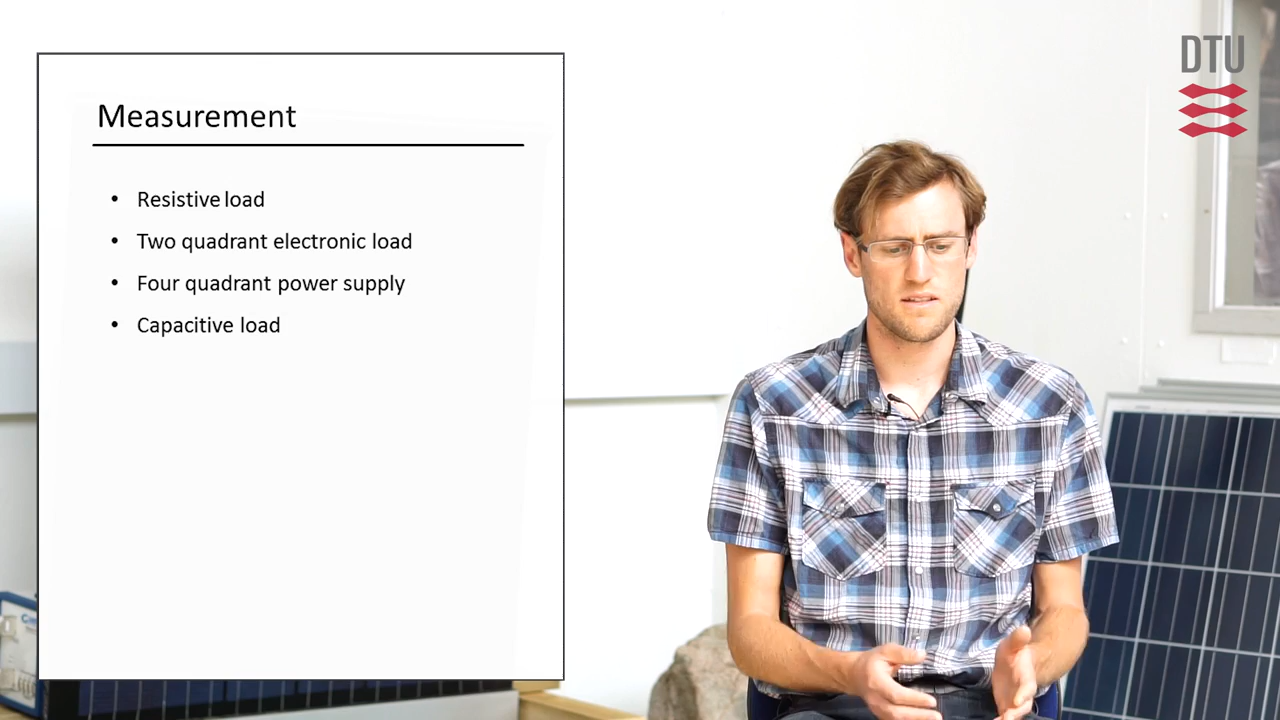 DTU
Measurement
• Resistive load
• Two quadrant electronic load
• Four quadrant power supply
• Capacitive load